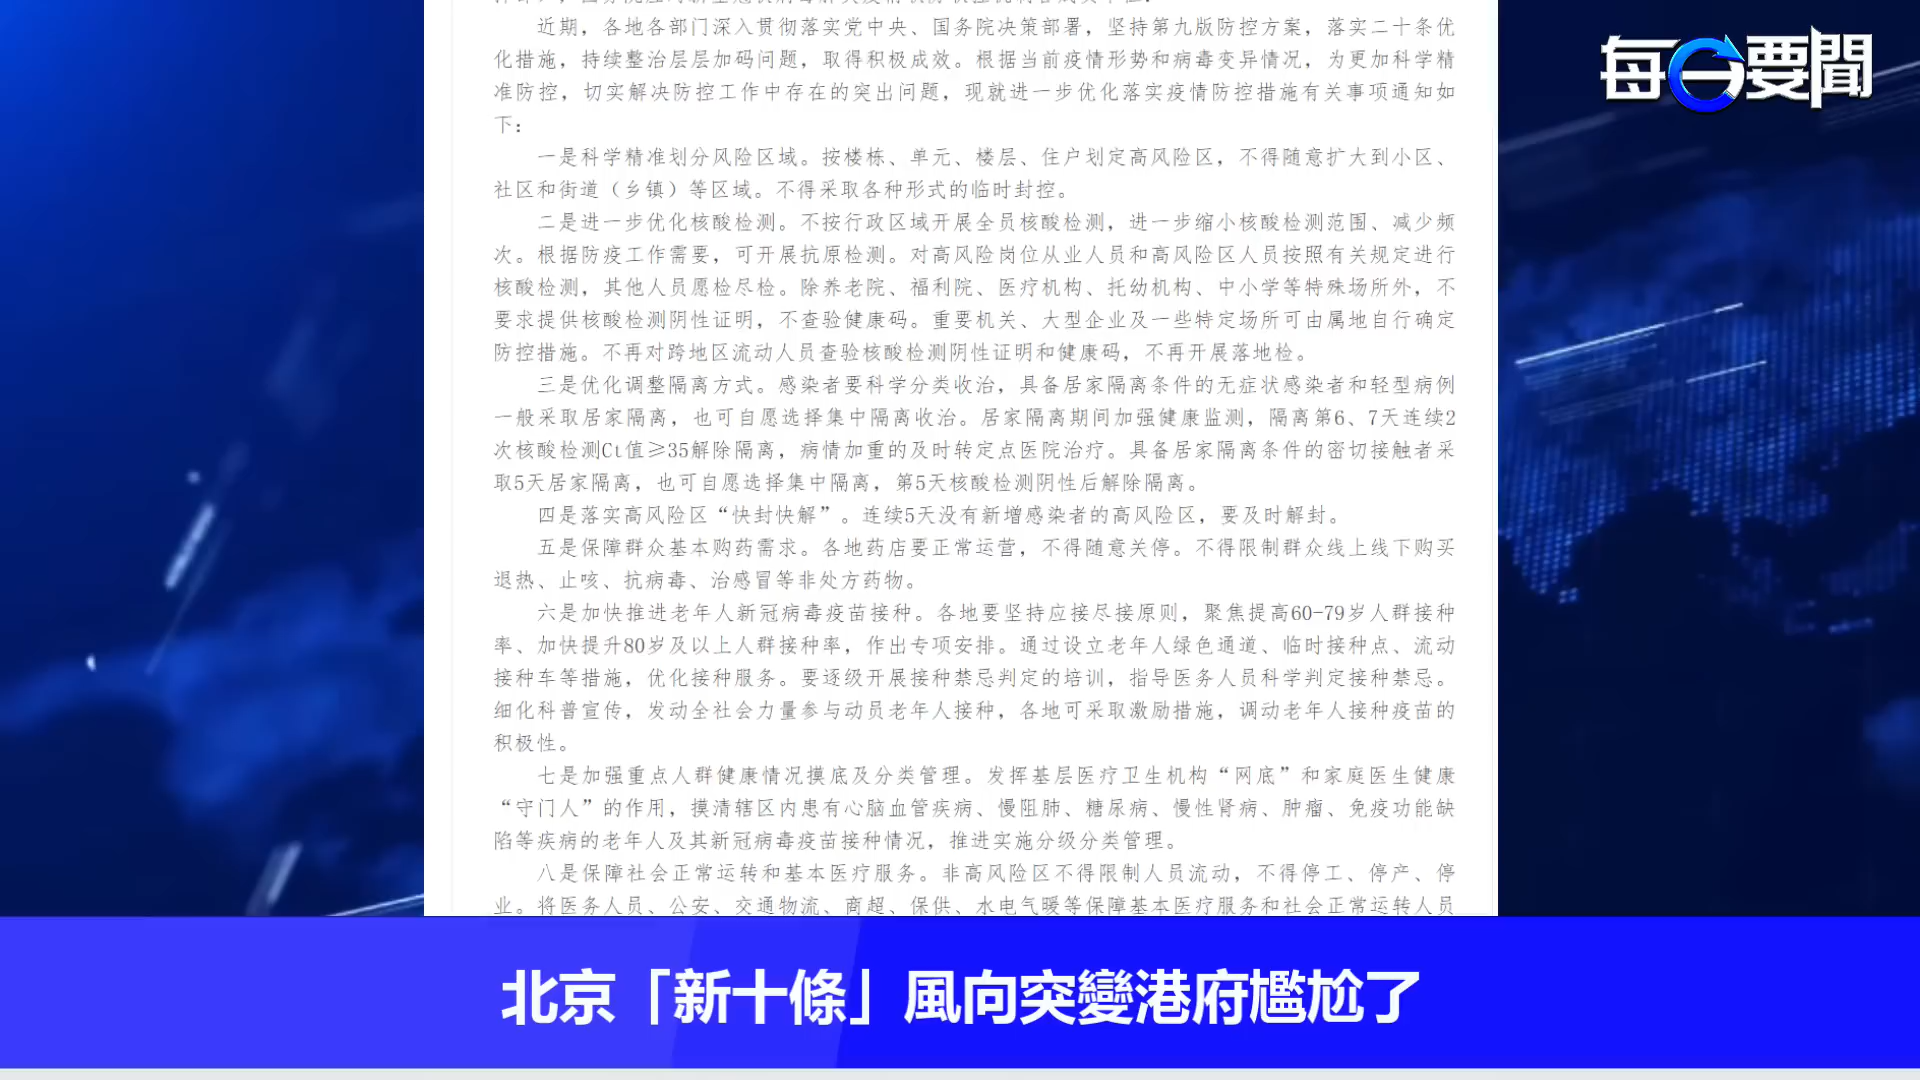 近期，各地各部门深入贯彻落实党中央、国务院决策部署，坚持第九版防控方案，落实二十条优
化措施，持续整治层层加码问题，取得积极成效。根据当前疫情形势和病毒变异情况，为更加科学精
准防控，切实解决防控工作中存在的突出问题，现就进一步优化落实疫情防控措施有关事项通知如
下：
一是科学精准划分风险区域。按楼栋、单元、楼层、住户划定高风险区，不得随意扩大到小区、
社区和街道（乡镇）等区域。不得采取各种形式的临时封控。
二是进一步优化核酸检测。不按行政区域开展全员核酸检测，进一步缩小核酸检测范围、减少频
次。根据防疫工作需要，可开展抗原检测。对高风险岗位从业人员和高风险区人员按照有关规定进行
核酸检测，其他人员愿检尽检。除养老院、福利院、医疗机构、托幼机构、中小学等特殊场所外，不
要求提供核酸检测阴性证明，不查验健康码。重要机关、大型企业及一些特定场所可由属地自行确定
防控措施。不再对跨地区流动人员查验核酸检测阴性证明和健康码，不再开展落地检。
三是优化调整隔离方式。感染者要科学分类收治，具备居家隔离条件的无症状感染者和轻型病例
一般采取居家隔离，也可自愿选择集中隔离收治。居家隔离期间加强健康监测，隔离第6、7天连续2
次核酸检测Ct值≥35解除隔离，病情加重的及时转定点医院治疗。具备居家隔离条件的密切接触者采
取5天居家隔离，也可自愿选择集中隔离，第5天核酸检测阴性后解除隔离。
四是落实高风险区“快封快解”。连续5天没有新增感染者的高风险区，要及时解封。
五是保障群众基本购药需求。各地药店要正常运营，不得随意关停。不得限制群众线上线下购买
退热、止咳、抗病毒、治感冒等非处方药物。
六是加快推进老年人新冠病毒疫苗接种。各地要坚持应接尽接原则，聚焦提高60-79岁人群接种
率、加快提升80岁及以上人群接种率，作出专项安排。通过设立老年人绿色通道、临时接种点、流动
接种车等措施，优化接种服务。要逐级开展接种禁忌判定的培训，指导医务人员科学判定接种禁忌。
细化科普宣传，发动全社会力量参与动员老年人接种，各地可采取激励措施，调动老年人接种疫苗的
积极性。
七是加强重点人群健康情况摸底及分类管理。发挥基层医疗卫生机构“网底”和家庭医生健康
“守门人”的作用，摸清辖区内患有心脑血管疾病、慢阻肺、糖尿病、慢性肾病、肿瘤、免疫功能缺
陷等疾病的老年人及其新冠病毒疫苗接种情况，推进实施分级分类管理。
八是保障社会正常运转和基本医疗服务。非高风险区不得限制人员流动，不得停工、停产、停
业。将医务人员、公安、交通物流、商超、保供、水电气暖等保障基本医疗服务和社会正常运转人员
每日要聞
北京「新十條」風向突變港府尷尬了